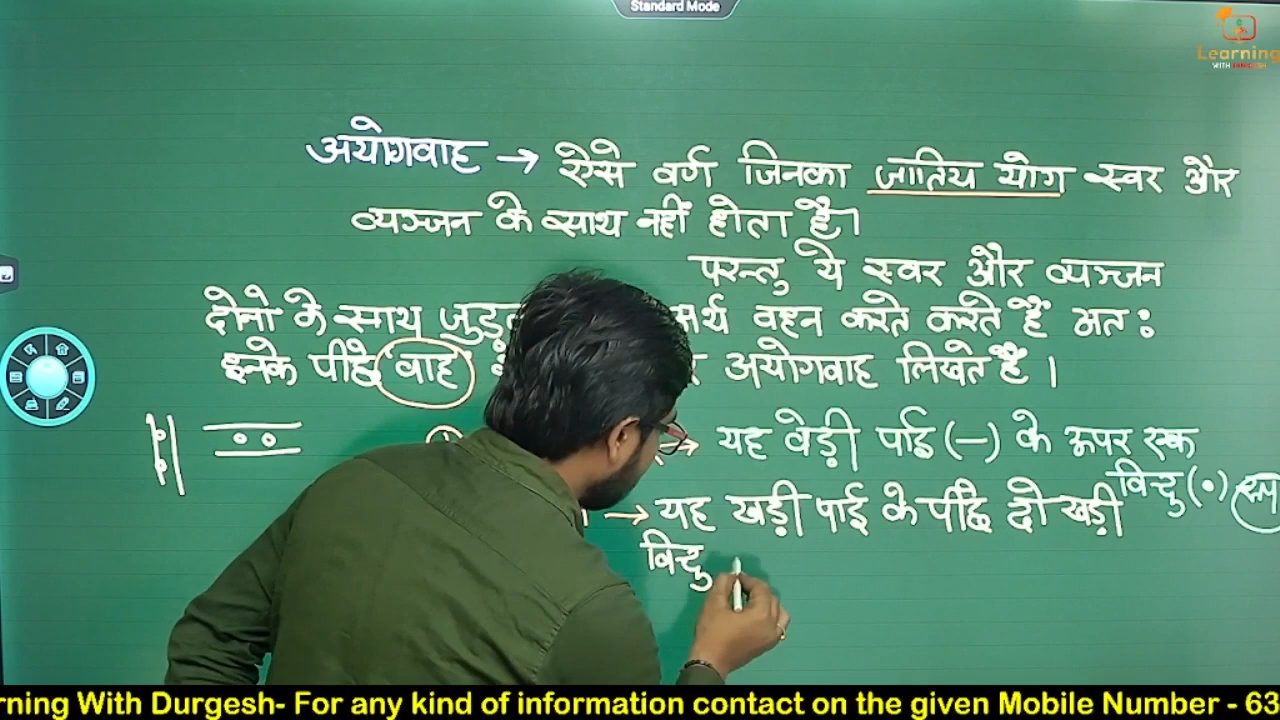 Standard Mode
Learning
WITH DURGESH
अयोगवाह → ऐसे वर्ण जिनका जातिय योग स्वर और
व्यञ्जन के साथ नहीं होता है।
परन्तु ये स्वर और व्यञ्जन
दोनो के साथ वहन करते करते हैं अत:
इनके पीछे वाह अयोगवाह लिखते हैं।
→ यह वेड़ी पाई (—) के ऊपर एक
विन्दु (•)
→ यह खड़ी पाई के पीछे दो खड़ी
विन्दु
rning With Durgesh- For any kind of information contact on the given Mobile Number - 63